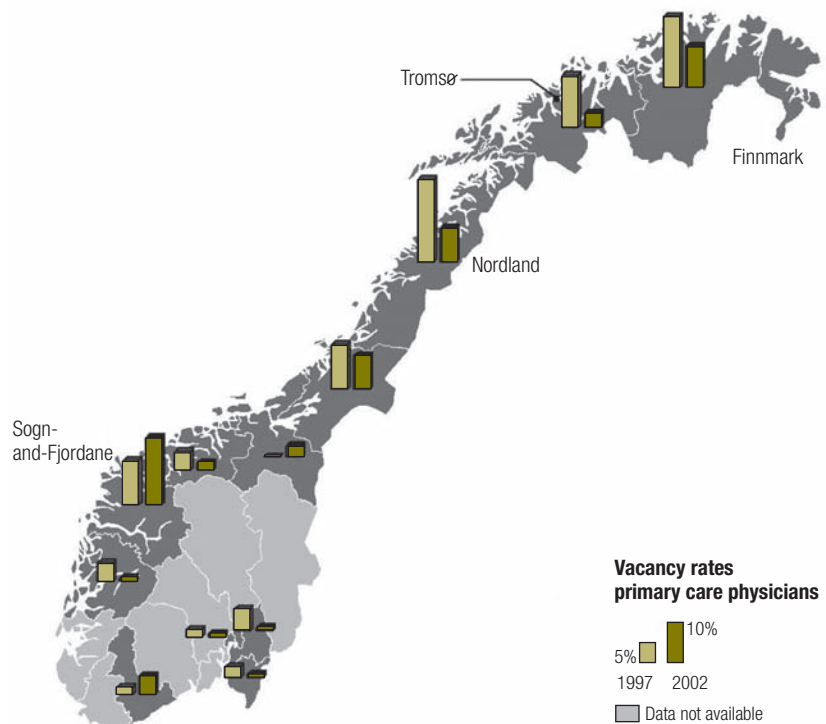 Tromsø
Finnmark
Nordland
Sogn-
and-Fjordane
Vacancy rates
primary care physicians
10%
5%
1997 2002
Data not available